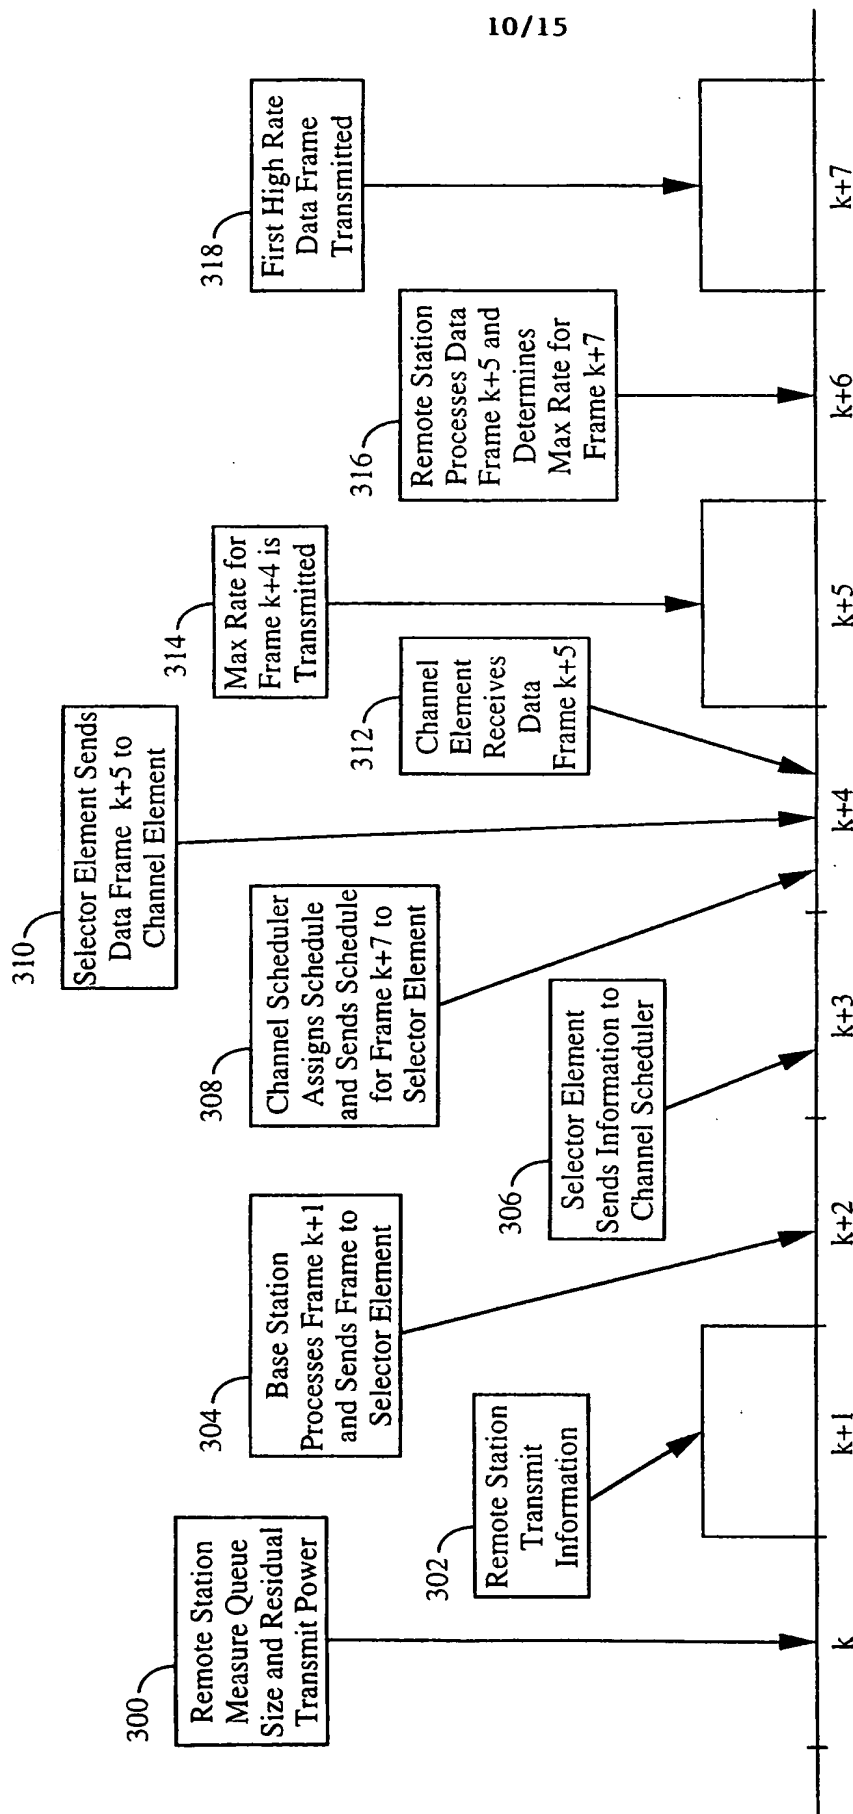 10/15
300
Remote Station
Measure Queue
Size and Residual
Transmit Power
302
Remote Station
Transmit
Information
304
Base Station
Processes Frame k+1
and Sends Frame to
Selector Element
306
Selector Element
Sends Information to
Channel Scheduler
308
Channel Scheduler
Assigns Schedule
and Sends Schedule
for Frame k+7 to
Selector Element
310
Selector Element Sends
Data Frame k+5 to
Channel Element
312
Channel
Element
Receives
Data
Frame k+5
314
Max Rate for
Frame k+4 is
Transmitted
316
Remote Station
Processes Data
Frame k+5 and
Determines
Max Rate for
Frame k+7
318
First High Rate
Data Frame
Transmitted
k
k+1
k+2
k+3
k+4
k+5
k+6
k+7